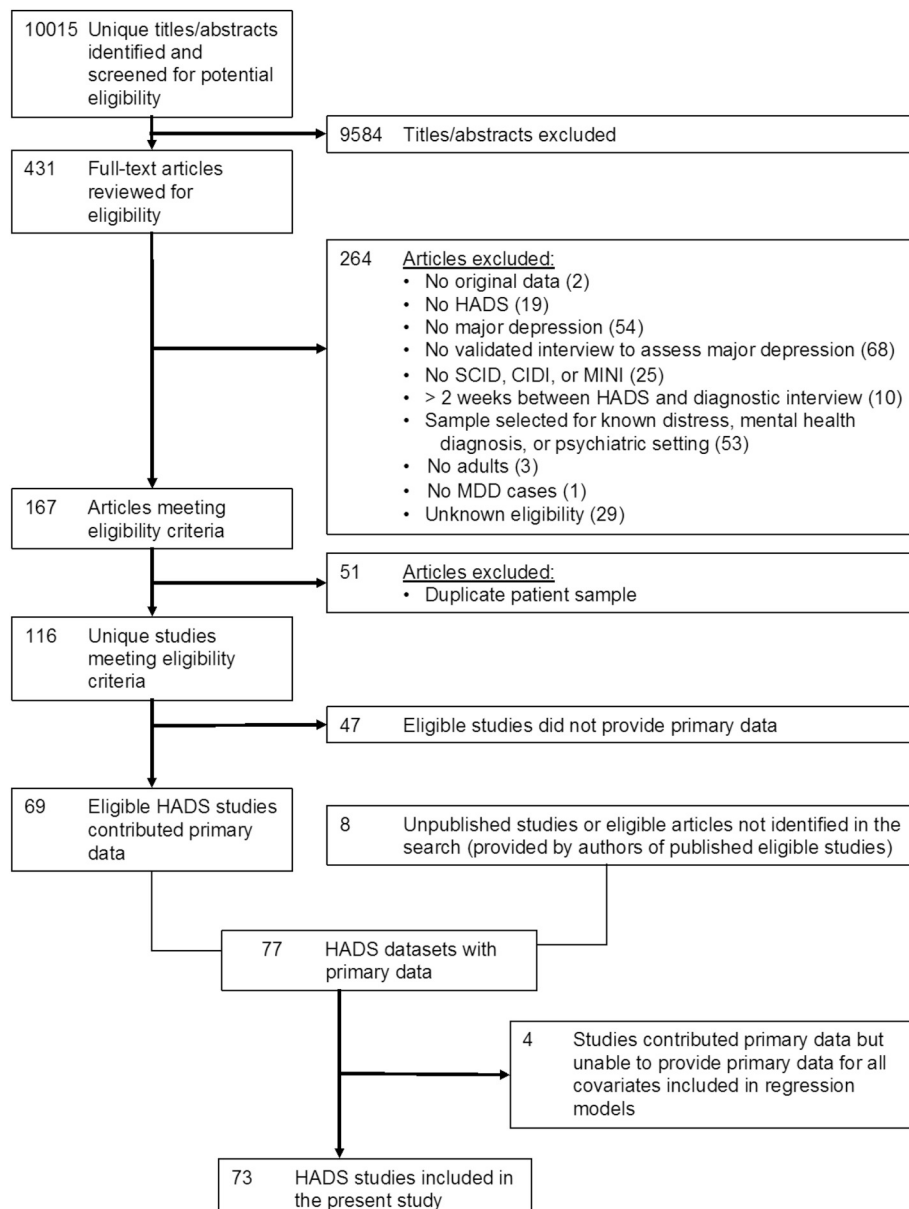 10015 Unique titles/abstracts
identified and
screened for potential
eligibility
9584 Titles/abstracts excluded
431 Full-text articles
reviewed for
eligibility
264 Articles excluded:
• No original data (2)
• No HADS (19)
• No major depression (54)
• No validated interview to assess major depression (68)
• No SCID, CIDI, or MINI (25)
• > 2 weeks between HADS and diagnostic interview (10)
• Sample selected for known distress, mental health
diagnosis, or psychiatric setting (53)
• No adults (3)
• No MDD cases (1)
• Unknown eligibility (29)
167 Articles meeting
eligibility criteria
51 Articles excluded:
• Duplicate patient sample
116 Unique studies
meeting eligibility
criteria
47 Eligible studies did not provide primary data
69 Eligible HADS studies
contributed primary
data
8 Unpublished studies or eligible articles not identified in the
search (provided by authors of published eligible studies)
77 HADS datasets with
primary data
4 Studies contributed primary data but
unable to provide primary data for all
covariates included in regression
models
73 HADS studies included in
the present study